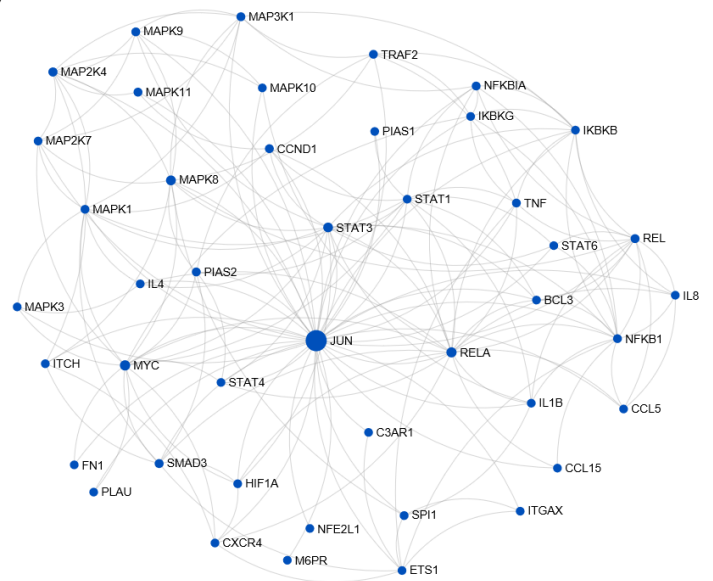 MAP3K1
MAPK9
TRAF2
MAP2K4
NFKBIA
MAPK10
MAPK11
IKBKG
IKBKB
PIAS1
MAP2K7
CCND1
MAPK8
STAT1
TNF
MAPK1
STAT3
REL
STAT6
PIAS2
IL4
IL8
BCL3
MAPK3
NFKB1
JUN
RELA
ITCH
MYC
STAT4
IL1B
CCL5
C3AR1
FN1
SMAD3
CCL15
HIF1A
PLAU
ITGAX
SPI1
NFE2L1
CXCR4
M6PR
ETS1